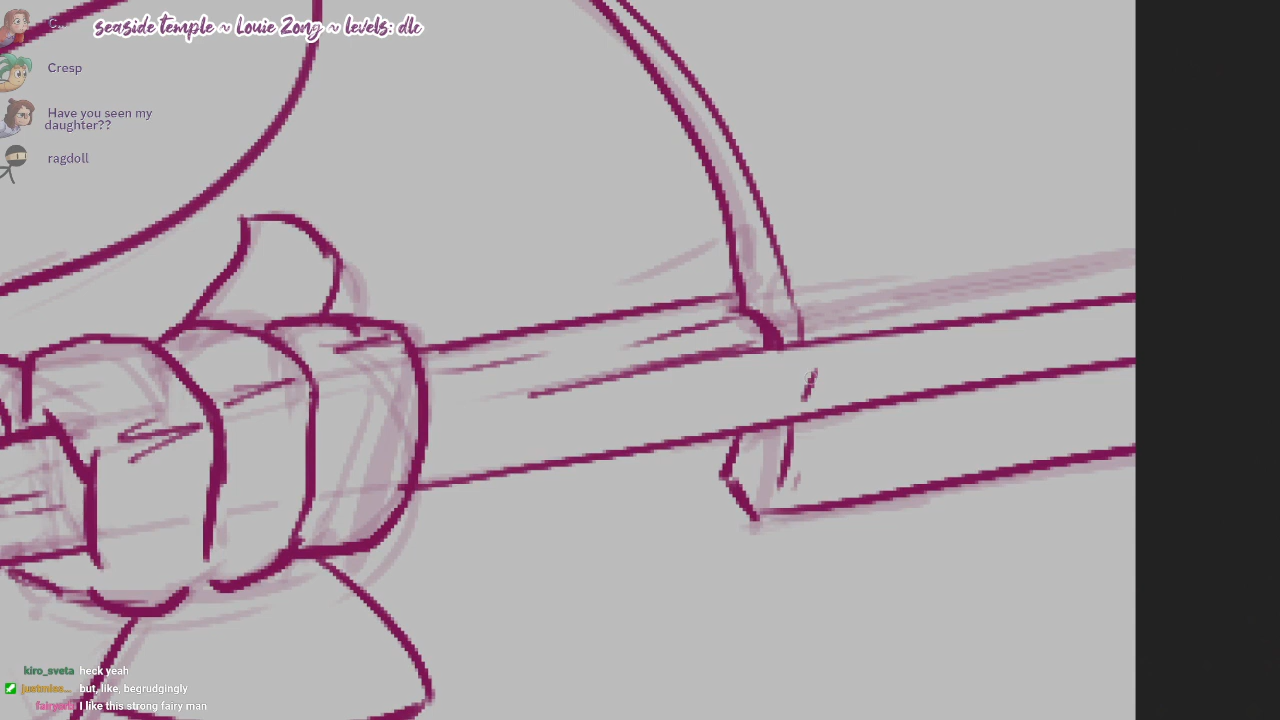 seaside temple ~ Louie Zong ~ levels: dlc
Cresp
Have you seen my
daughter??
ragdoll
kiro_sveta heck yeah
but, like, begrudgingly
I like this strong fairy man